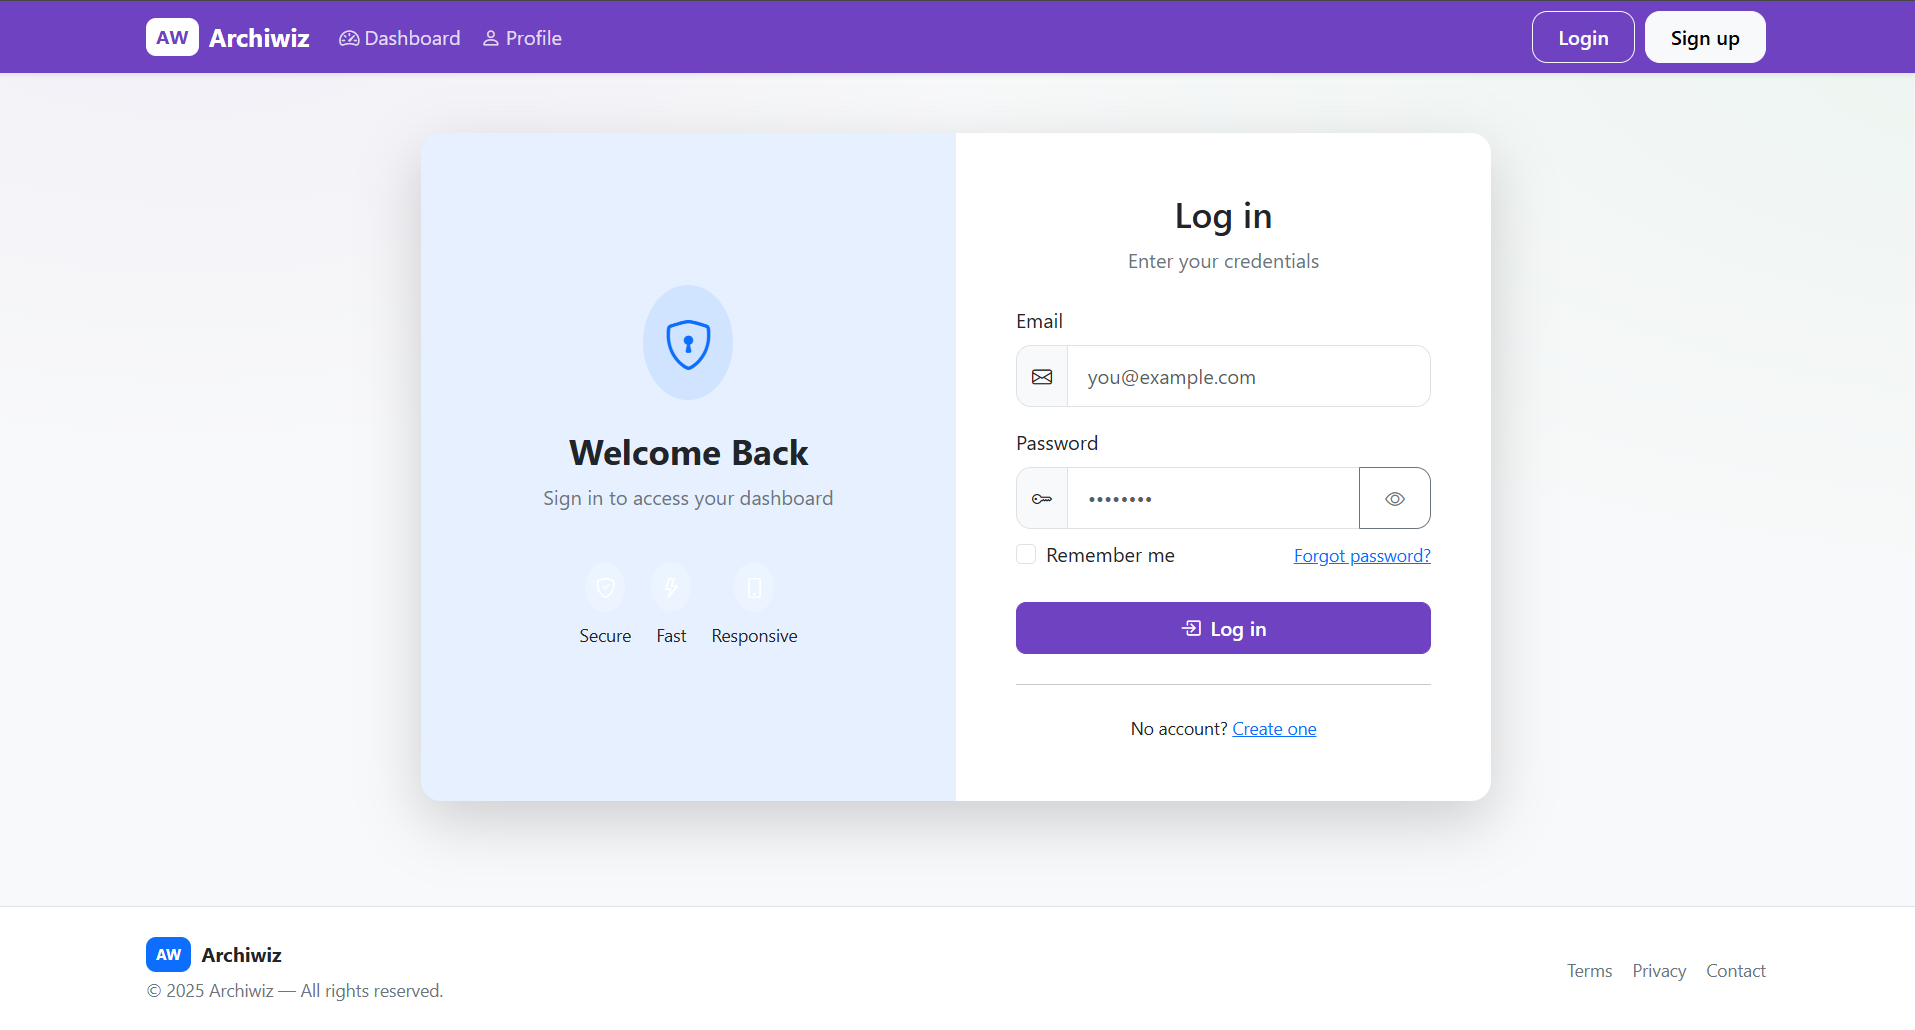 AW Archiwiz Dashboard Profile Login Sign up
Welcome Back
Sign in to access your dashboard
Secure Fast Responsive
Log in
Enter your credentials
Email
you@example.com
Password
••••••••
Remember me Forgot password?
Log in
No account? Create one
AW Archiwiz
© 2025 Archiwiz — All rights reserved.
Terms Privacy Contact